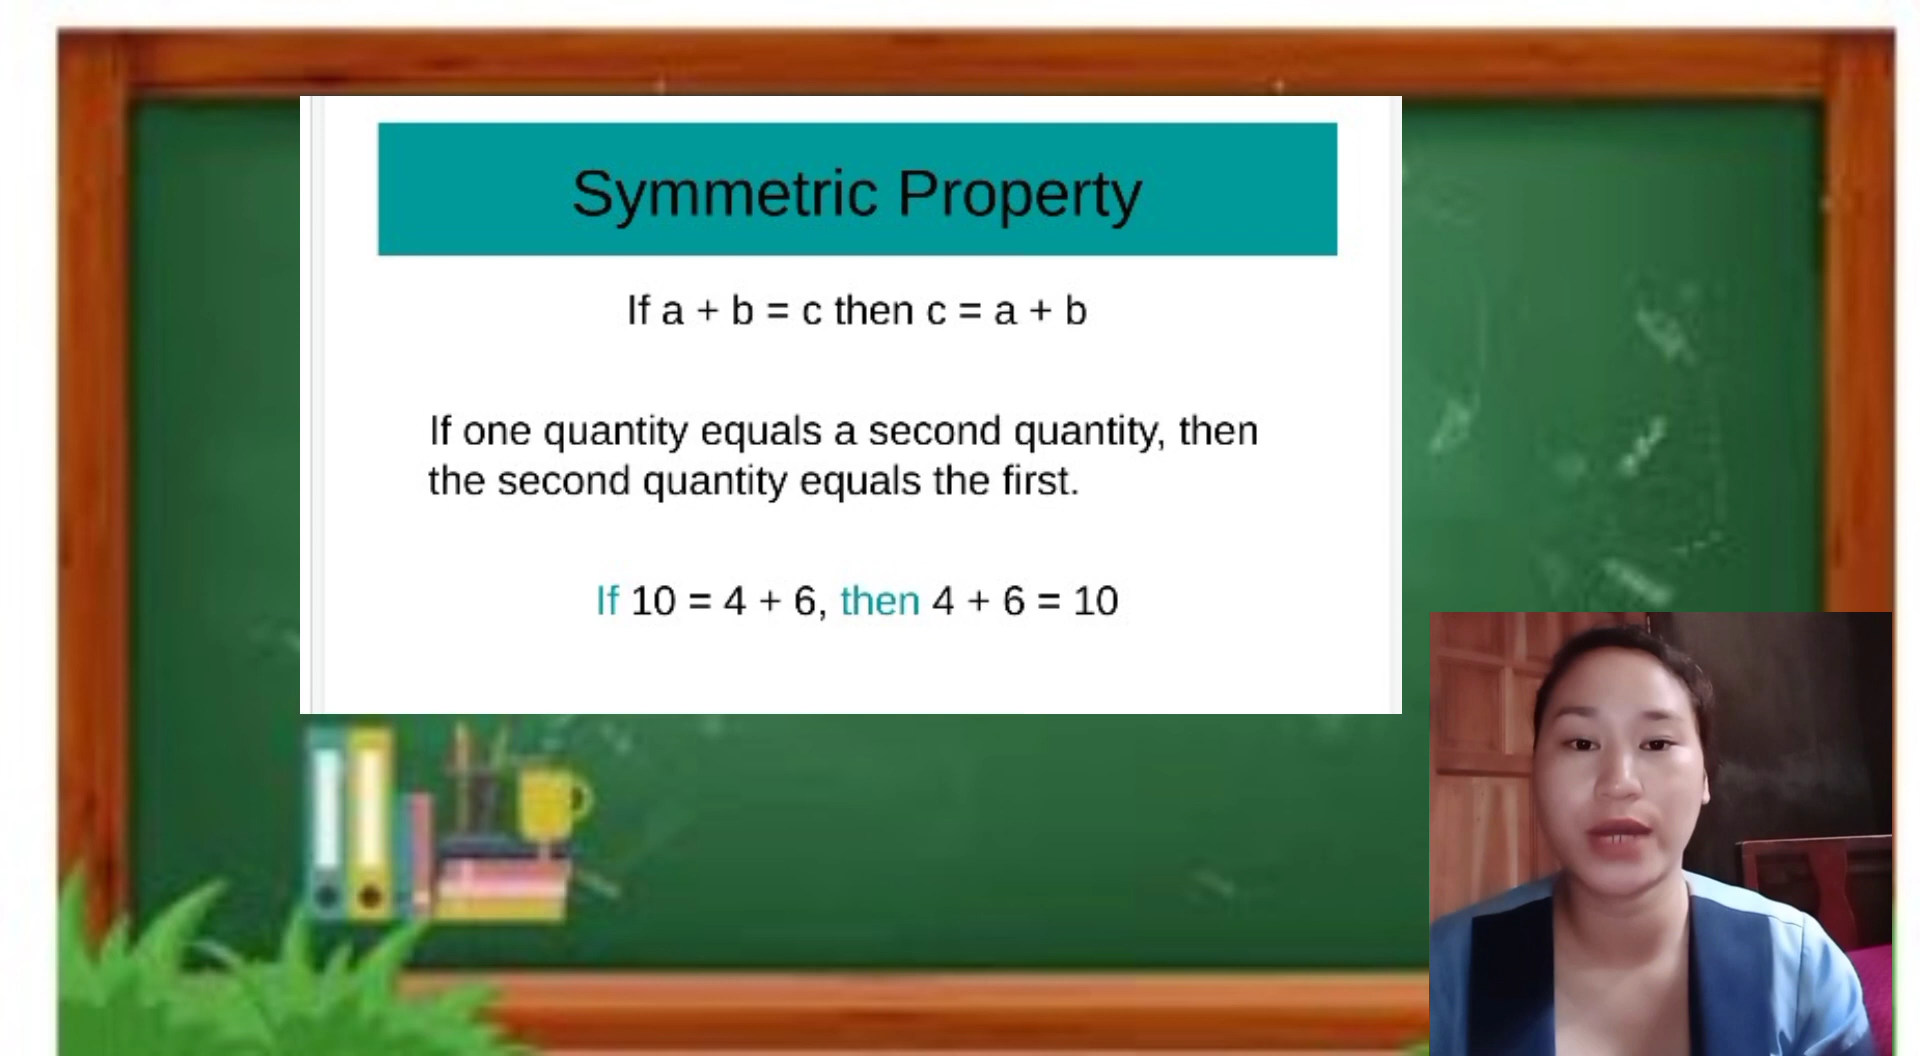 Symmetric Property
If a + b = c then c = a + b
If one quantity equals a second quantity, then
the second quantity equals the first.
If 10 = 4 + 6, then 4 + 6 = 10